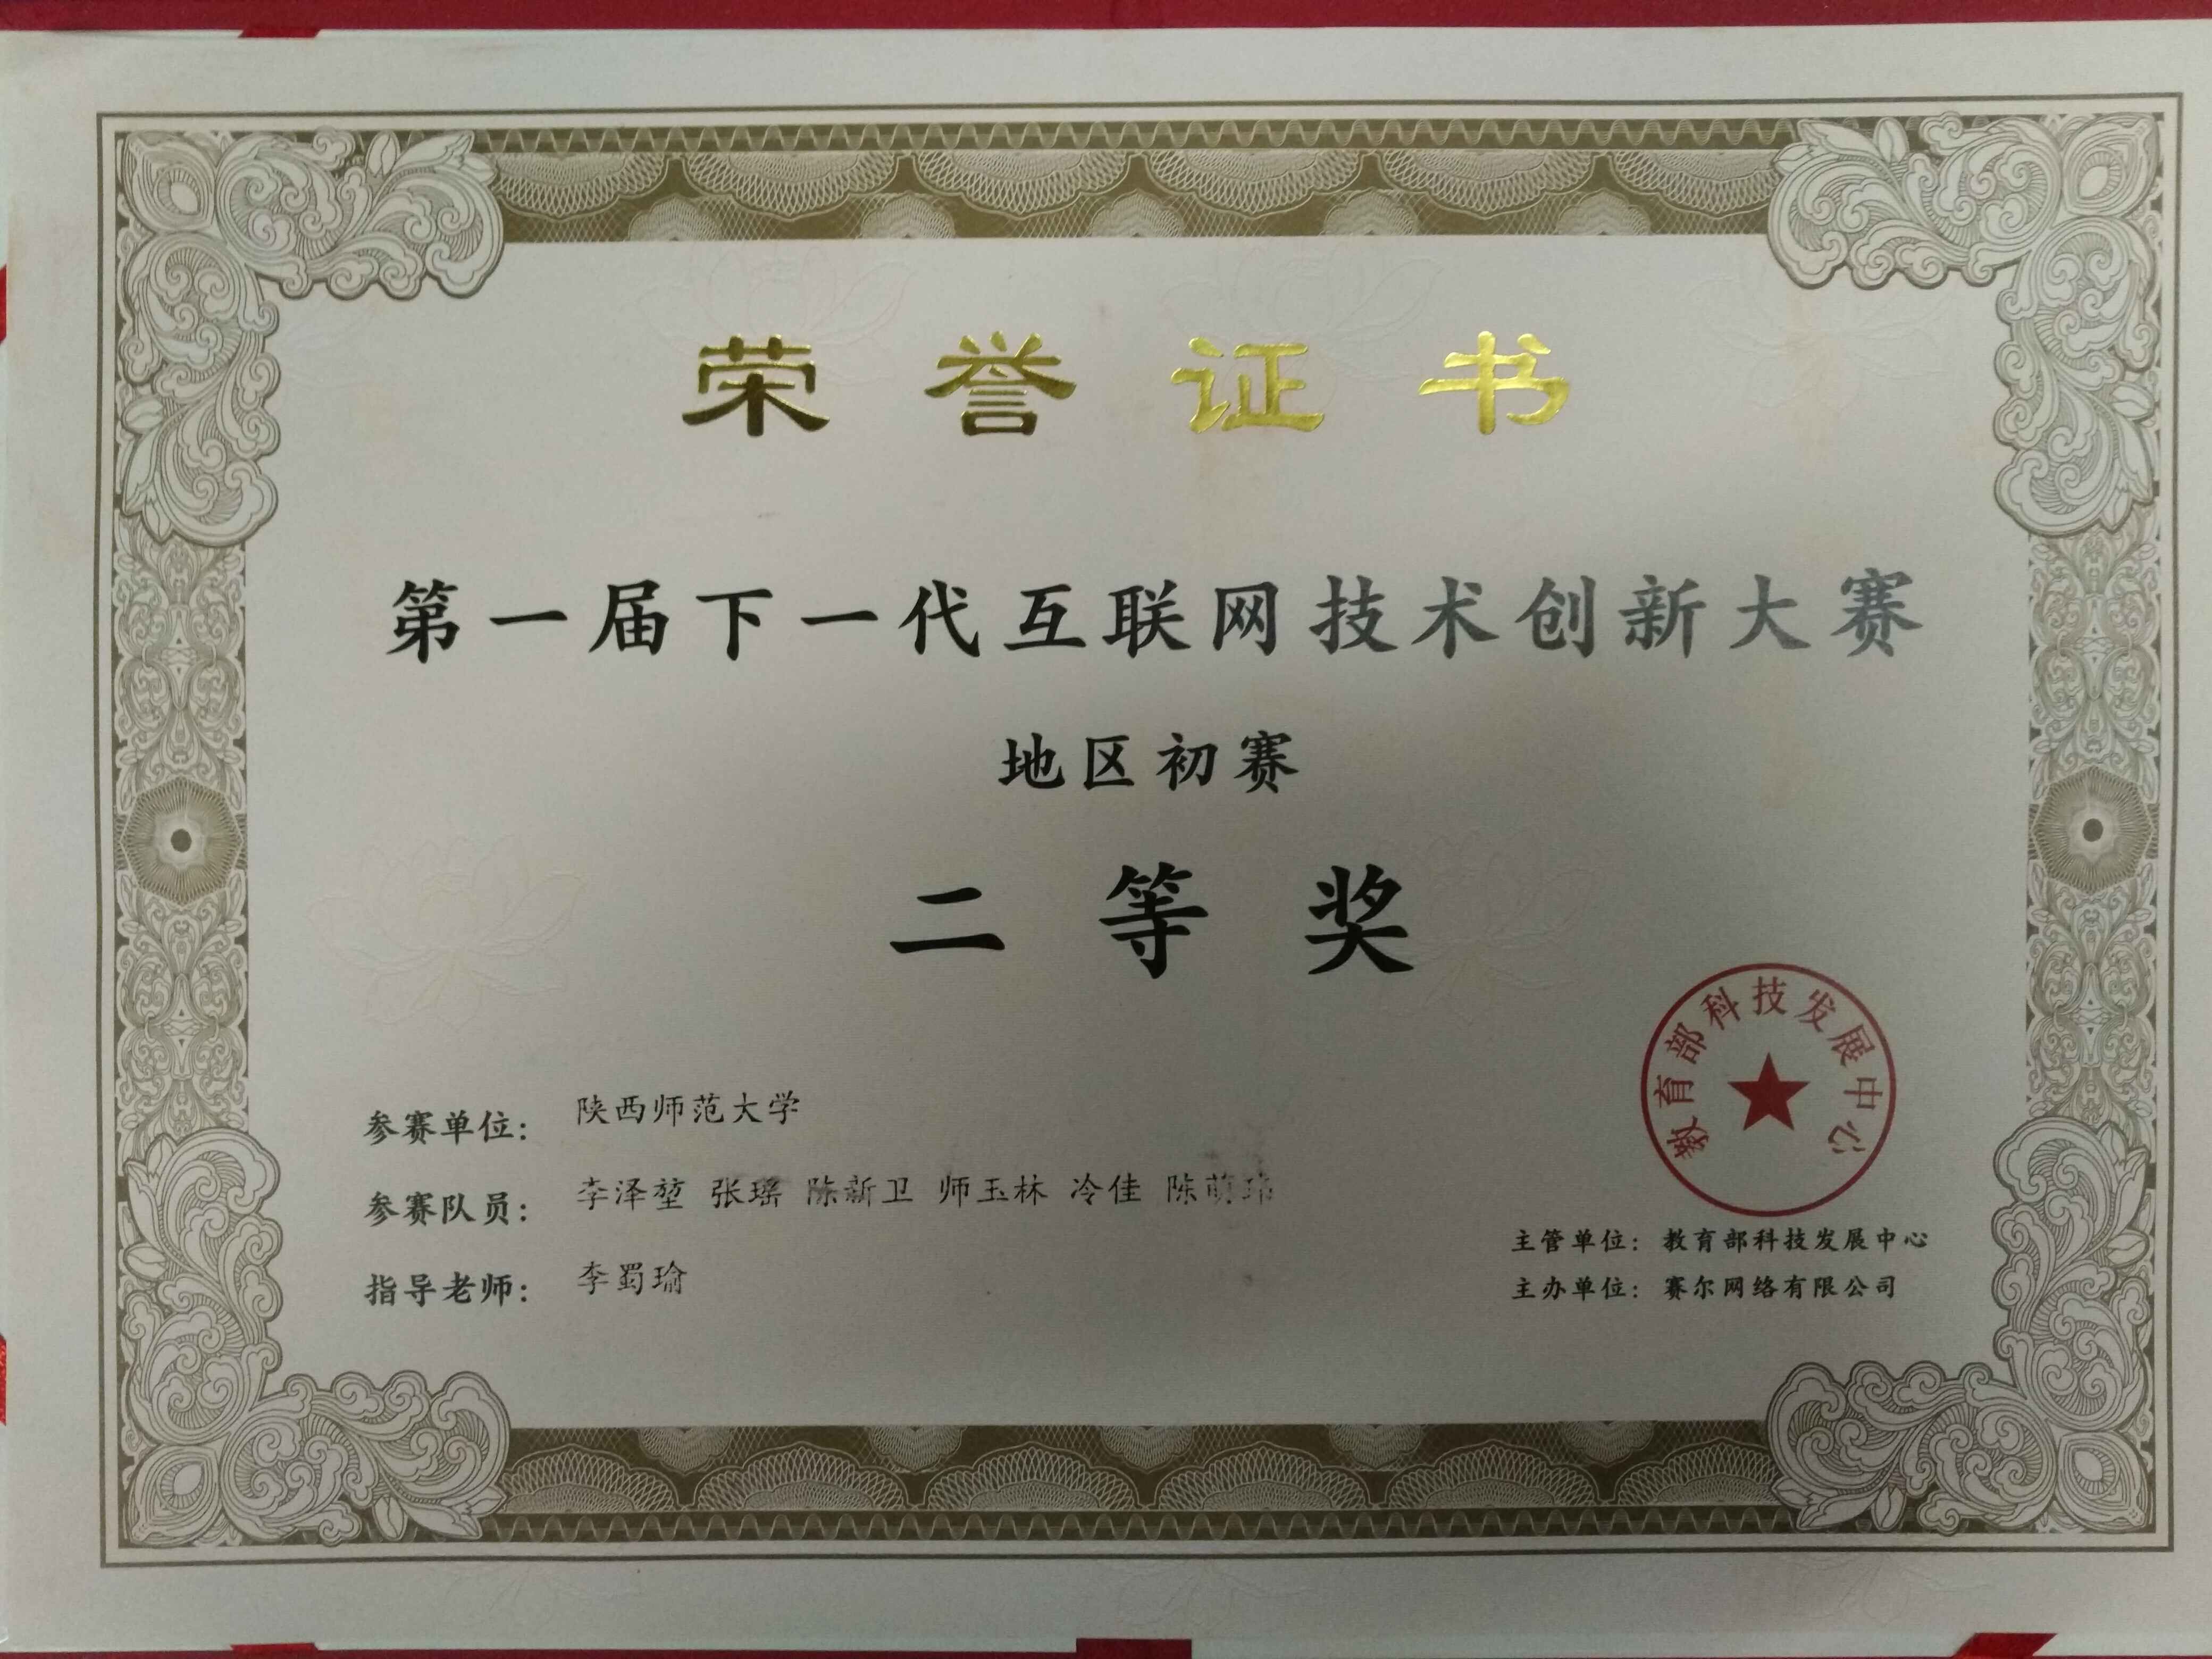 荣誉证书
第一届下一代互联网技术创新大赛
地区初赛
二等奖
参赛单位： 陕西师范大学
参赛队员： 李泽堃 张瑶 陈新卫 师玉林 冷佳 陈萌
指导老师： 李蜀瑜
教育部科技发展中心
主管单位：教育部科技发展中心
主办单位：赛尔网络有限公司